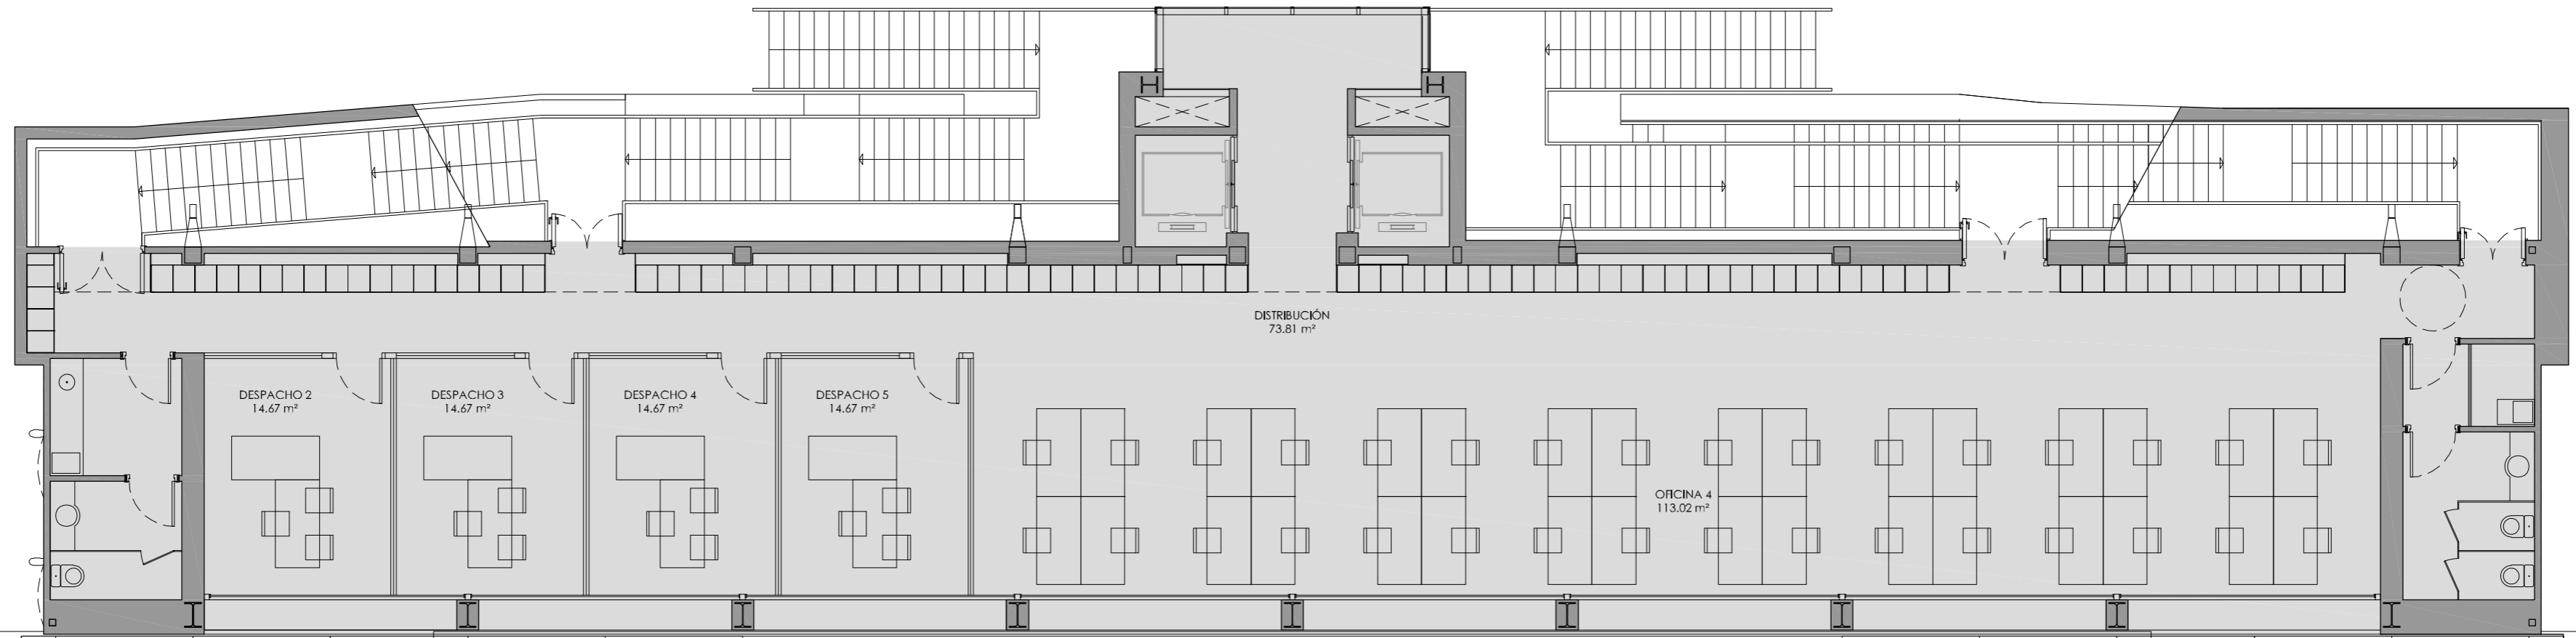 DISTRIBUCIÓN
73.81 m²
DESPACHO 2
14.67 m²
DESPACHO 3
14.67 m²
DESPACHO 4
14.67 m²
DESPACHO 5
14.67 m²
OFICINA 4
113.02 m²